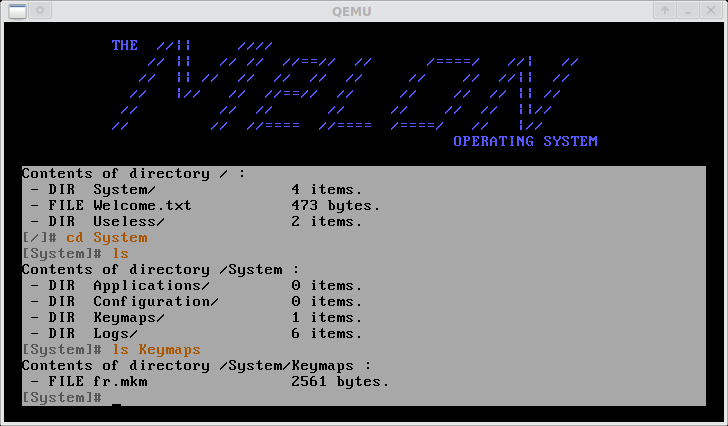 QEMU
THE
MELON
OPERATING SYSTEM
Contents of directory / :
- DIR  System/                 4 items.
- FILE Welcome.txt             473 bytes.
- DIR  Useless/                2 items.
[/]# cd System
[System]# ls
Contents of directory /System :
- DIR  Applications/           0 items.
- DIR  Configuration/          0 items.
- DIR  Keymaps/                1 items.
- DIR  Logs/                   6 items.
[System]# ls Keymaps
Contents of directory /System/Keymaps :
- FILE fr.mkm                  2561 bytes.
[System]# _